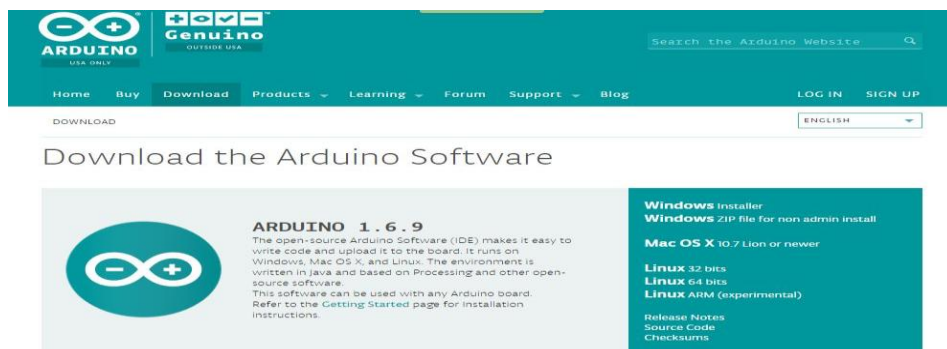 ARDUINO
USA ONLY
Genuino
OUTSIDE USA
Search the Arduino Website
Home Buy Download Products Learning Forum Support Blog LOG IN SIGN UP
DOWNLOAD
ENGLISH
Download the Arduino Software
ARDUINO 1.6.9
The open-source Arduino Software (IDE) makes it easy to
write code and upload it to the board. It runs on
Windows, Mac OS X, and Linux. The environment is
written in Java and based on Processing and other open-
source software.
This software can be used with any Arduino board.
Refer to the Getting Started page for Installation
instructions.
Windows Installer
Windows ZIP file for non admin install
Mac OS X 10.7 Lion or newer
Linux 32 bits
Linux 64 bits
Linux ARM (experimental)
Release Notes
Source Code
Checksums